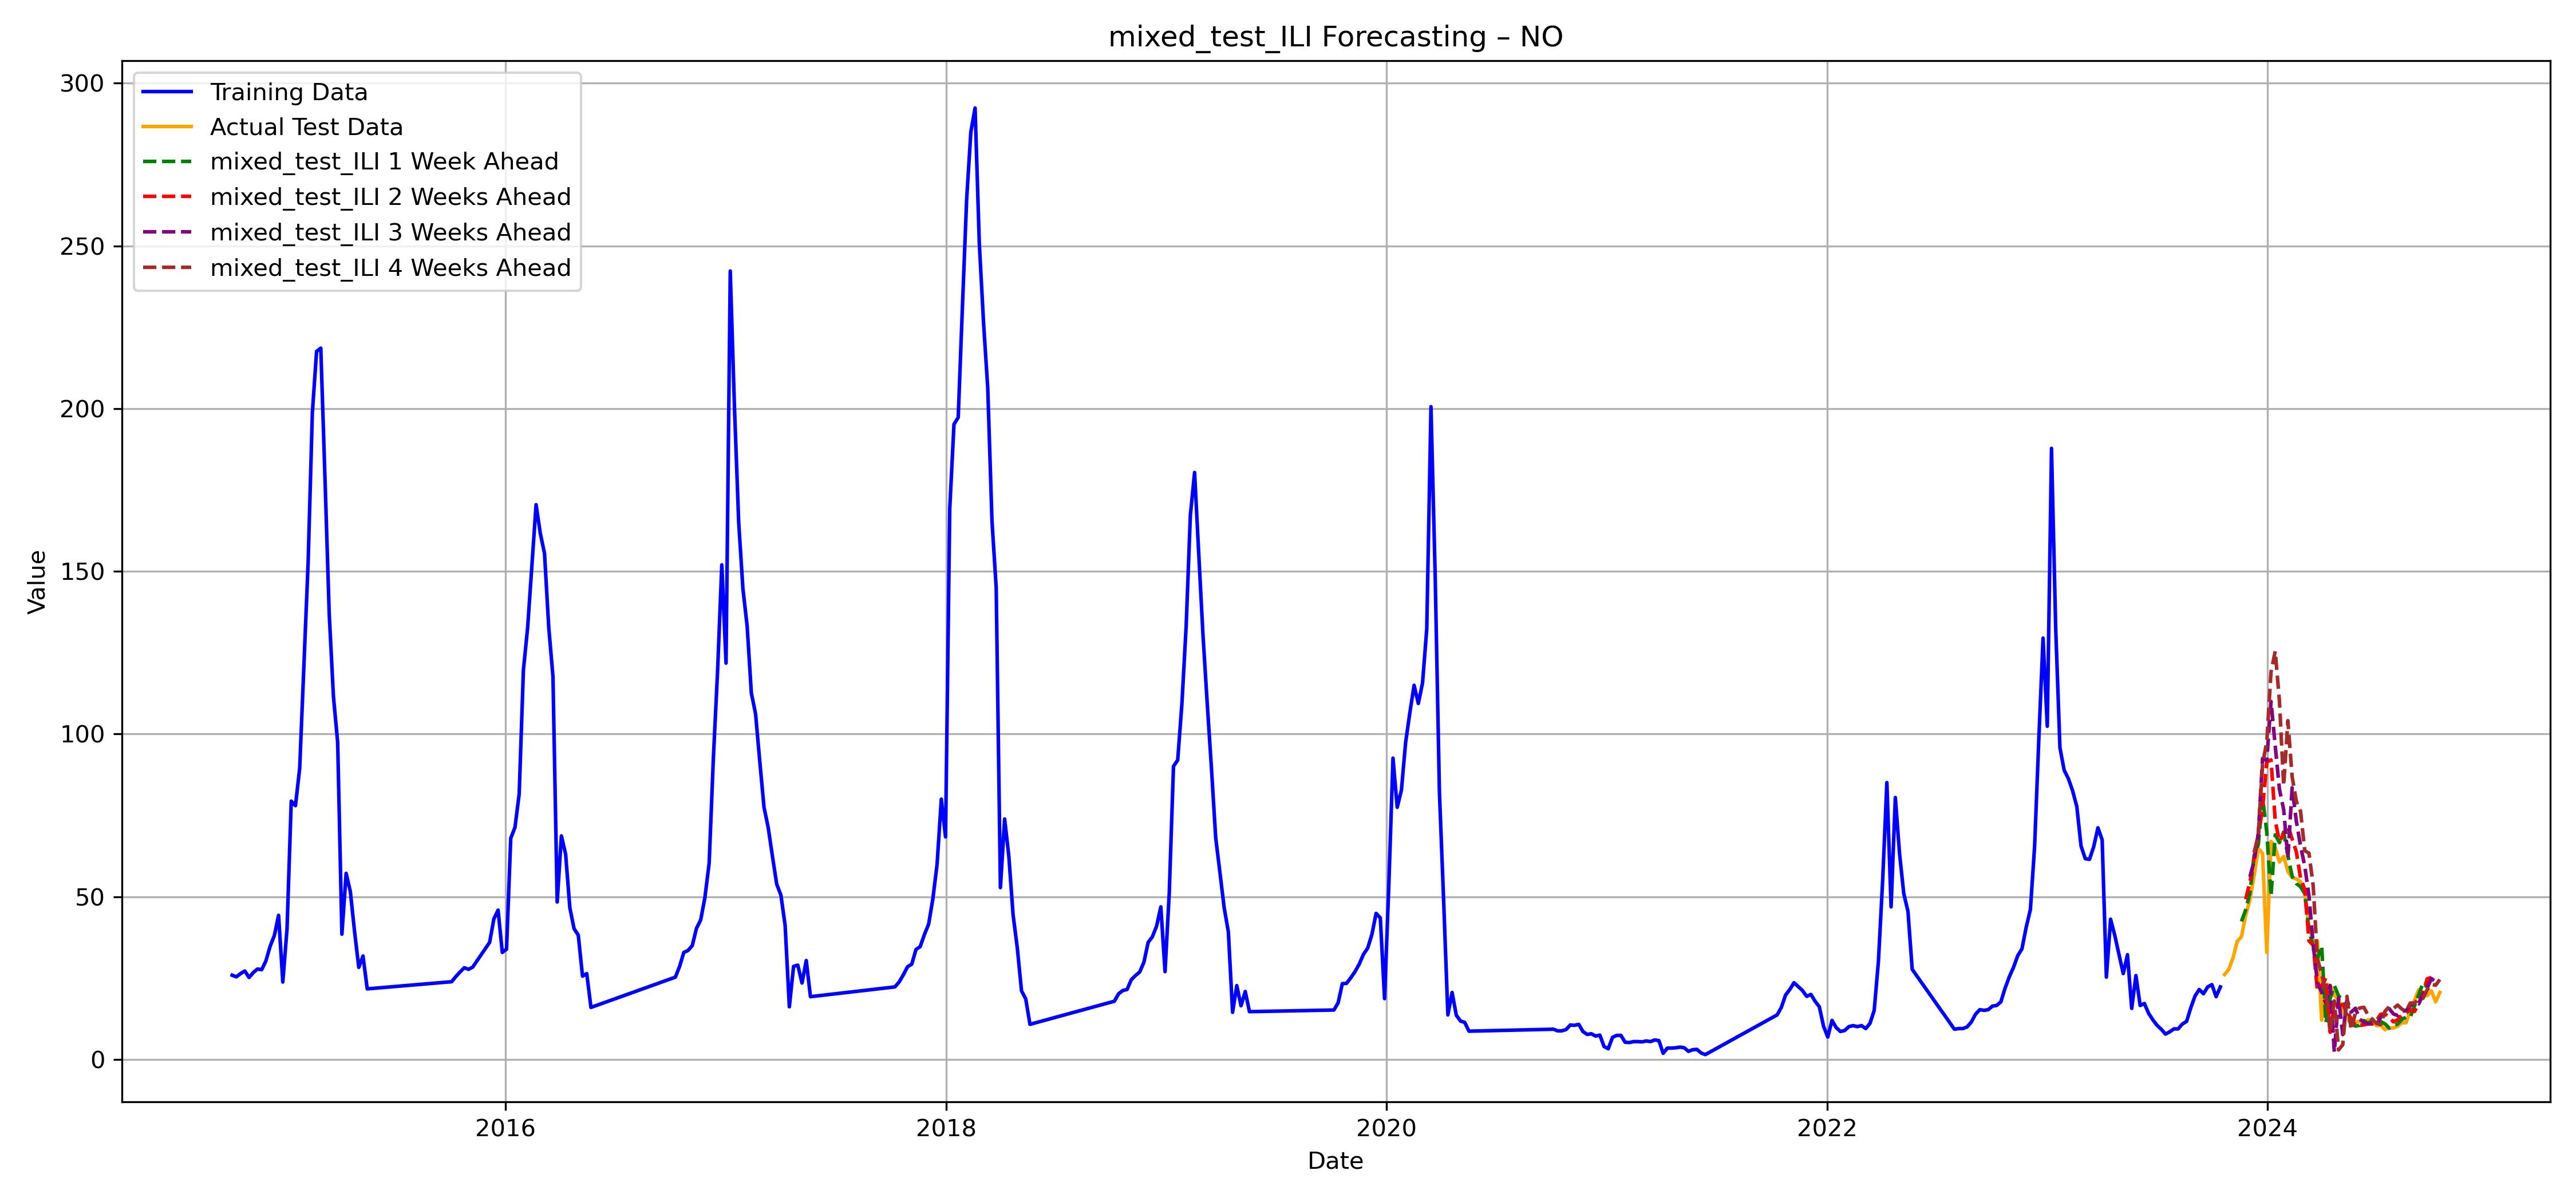 mixed_test_ILI Forecasting – NO
Training Data
Actual Test Data
mixed_test_ILI 1 Week Ahead
mixed_test_ILI 2 Weeks Ahead
mixed_test_ILI 3 Weeks Ahead
mixed_test_ILI 4 Weeks Ahead
Value
300
250
200
150
100
50
0
2016
2018
2020
2022
2024
Date